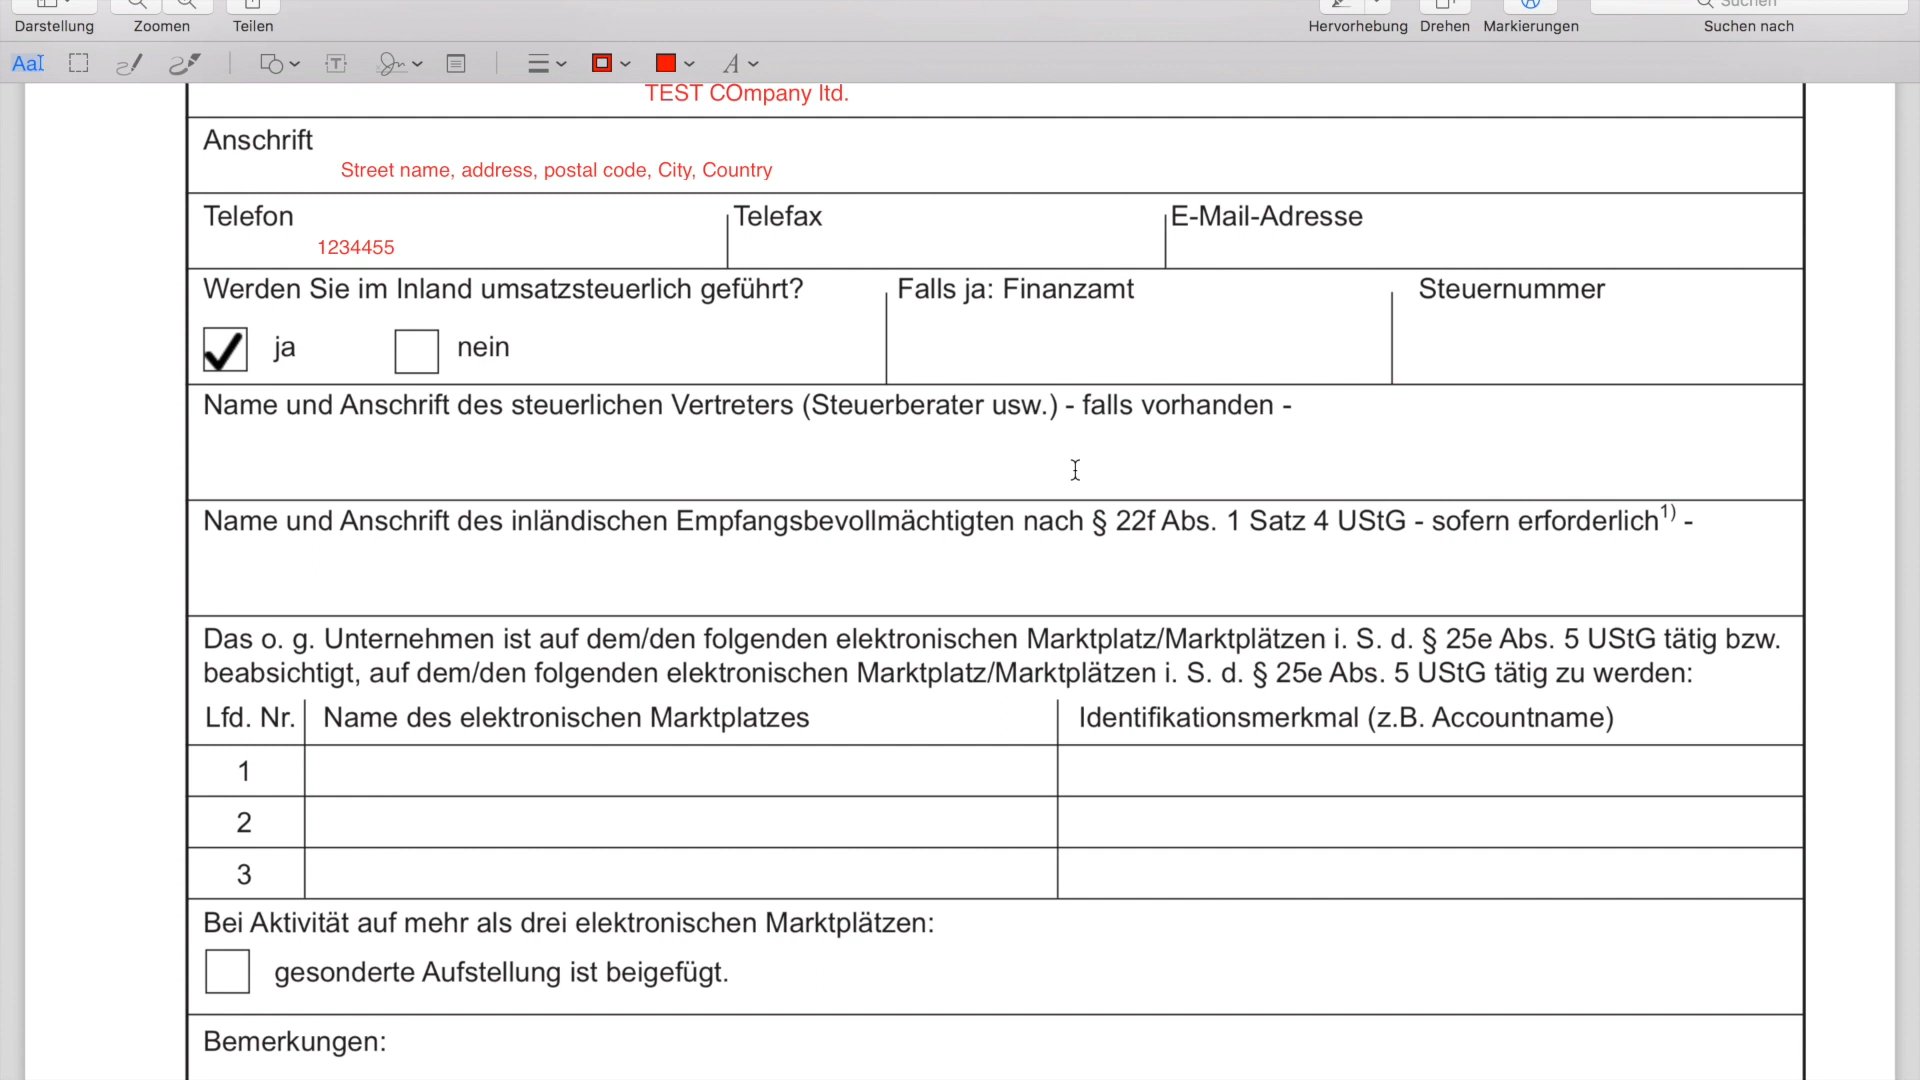 Darstellung Zoomen Teilen Hervorhebung Drehen Markierungen Suchen nach
Suchen
AaI T A
TEST COmpany ltd.
Anschrift
Street name, address, postal code, City, Country
Telefon Telefax E-Mail-Adresse
1234455
Werden Sie im Inland umsatzsteuerlich geführt? Falls ja: Finanzamt Steuernummer
ja nein
Name und Anschrift des steuerlichen Vertreters (Steuerberater usw.) - falls vorhanden -
Name und Anschrift des inländischen Empfangsbevollmächtigten nach § 22f Abs. 1 Satz 4 UStG - sofern erforderlich1) -
Das o. g. Unternehmen ist auf dem/den folgenden elektronischen Marktplatz/Marktplätzen i. S. d. § 25e Abs. 5 UStG tätig bzw.
beabsichtigt, auf dem/den folgenden elektronischen Marktplatz/Marktplätzen i. S. d. § 25e Abs. 5 UStG tätig zu werden:
Lfd. Nr. Name des elektronischen Marktplatzes Identifikationsmerkmal (z.B. Accountname)
1
2
3
Bei Aktivität auf mehr als drei elektronischen Marktplätzen:
gesonderte Aufstellung ist beigefügt.
Bemerkungen: